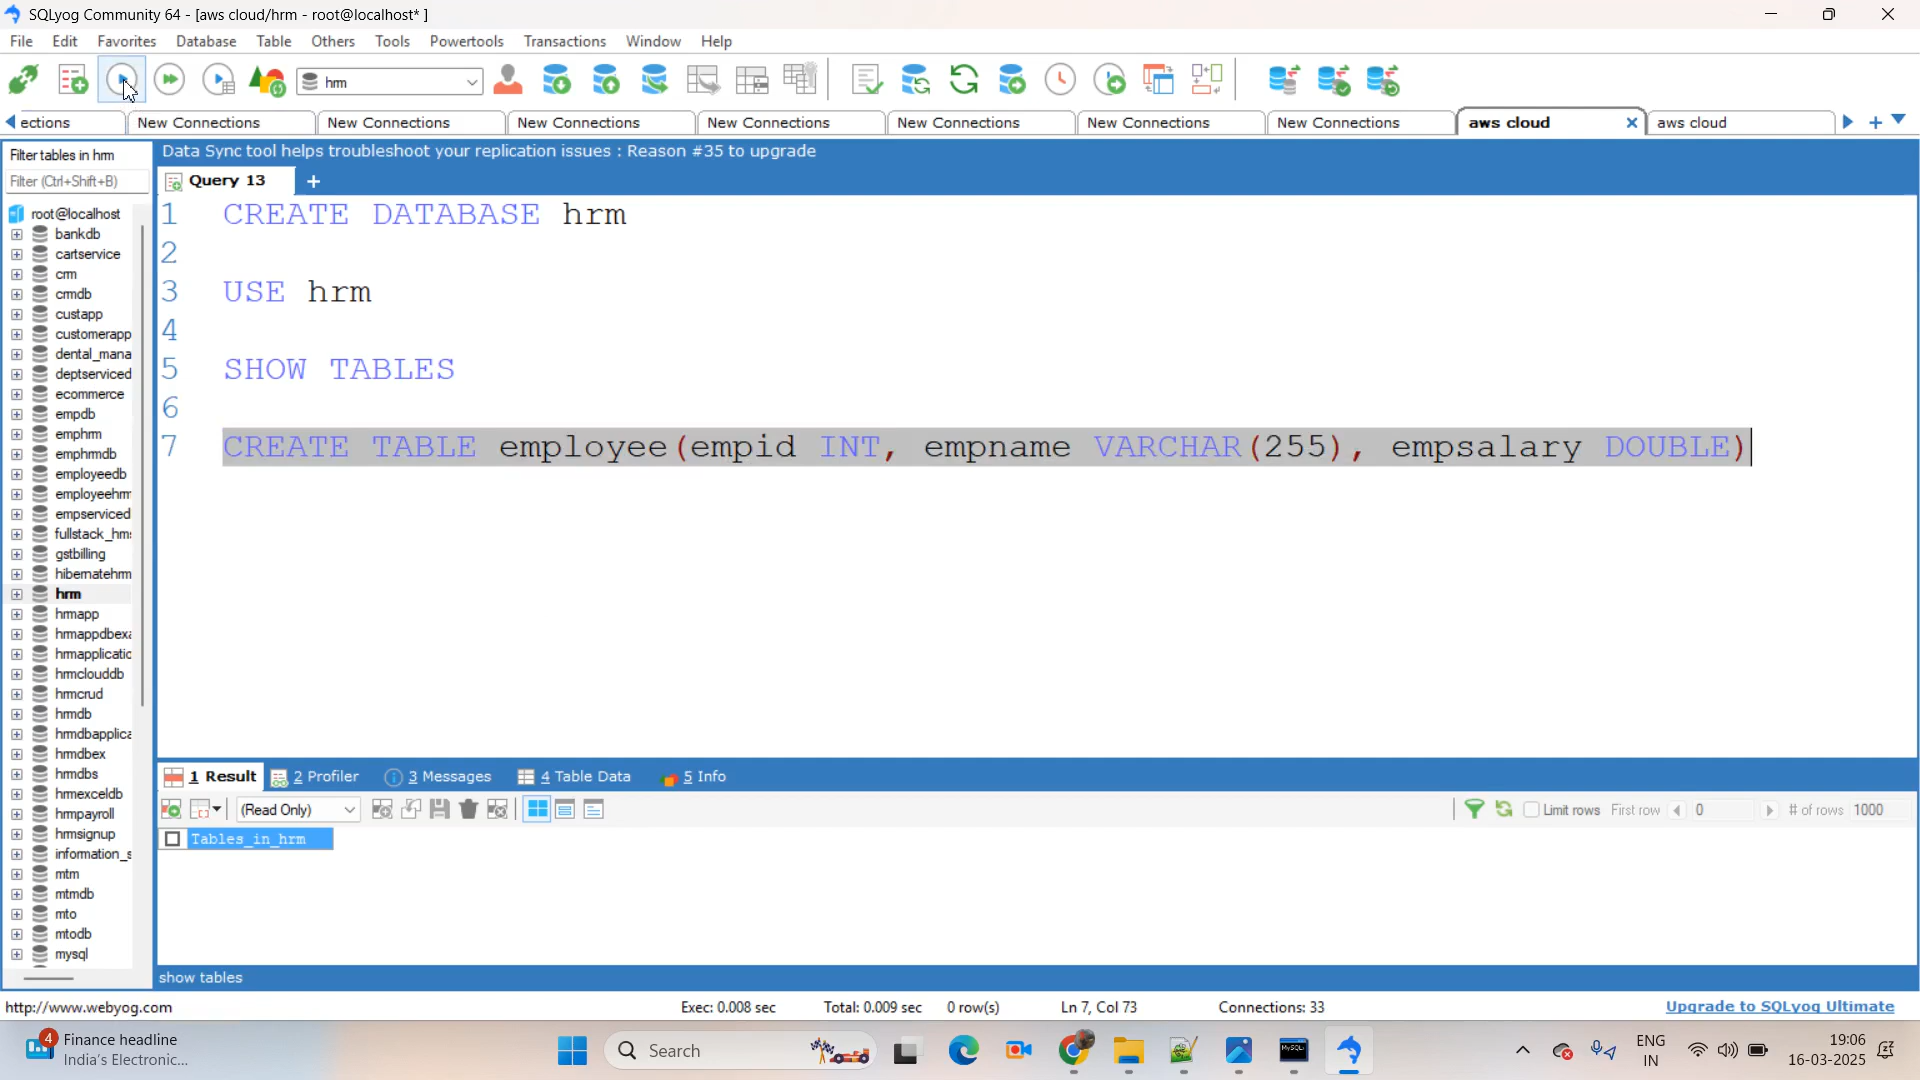 SQLyog Community 64 - [aws cloud/hrm - root@localhost* ]
File Edit Favorites Database Table Others Tools Powertools Transactions Window Help
hrm
ections New Connections New Connections New Connections New Connections New Connections New Connections New Connections aws cloud aws cloud
Filter tables in hrm
Data Sync tool helps troubleshoot your replication issues : Reason #35 to upgrade
Filter (Ctrl+Shift+B)
Query 13
root@localhost
bankdb
cartservice
crm
crmdb
custapp
customerapp
dental_mana
deptserviced
ecommerce
empdb
emphrm
emphrmdb
employeedb
employeehrm
empserviced
fullstack_hms
gstbilling
hibernatehrm
hrm
hrmapp
hrmappdbexa
hrmapplicatio
hrmclouddb
hrmcrud
hrmdb
hrmdbapplica
hrmdbex
hrmdbs
hrmexceldb
hrmpayroll
hrmsignup
information_s
mtm
mtmdb
mto
mtodb
mysql
1 CREATE DATABASE hrm
2
3 USE hrm
4
5 SHOW TABLES
6
7 CREATE TABLE employee(empid INT, empname VARCHAR(255), empsalary DOUBLE)
1 Result 2 Profiler 3 Messages 4 Table Data 5 Info
(Read Only) Limit rows First row 0 # of rows 1000
Tables_in_hrm
show tables
http://www.webyog.com Exec: 0.008 sec Total: 0.009 sec 0 row(s) Ln 7, Col 73 Connections: 33 Upgrade to SQLyog Ultimate
4
Finance headline
India's Electronic...
Search
MySQL
ENG
IN
19:06
16-03-2025